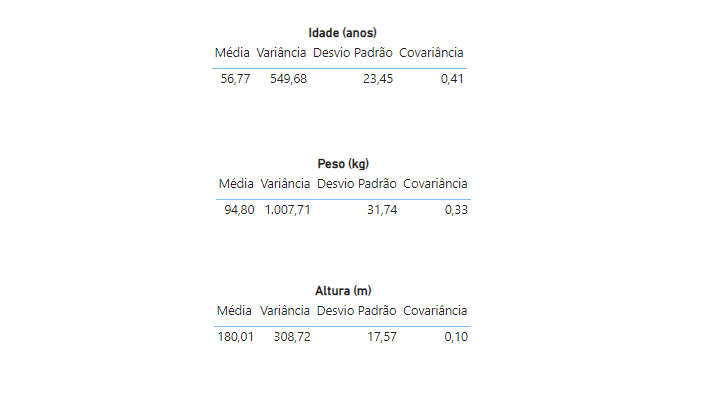 Idade (anos)
Média Variância Desvio Padrão Covariância
56,77 549,68 23,45 0,41
Peso (kg)
Média Variância Desvio Padrão Covariância
94,80 1.007,71 31,74 0,33
Altura (m)
Média Variância Desvio Padrão Covariância
180,01 308,72 17,57 0,10